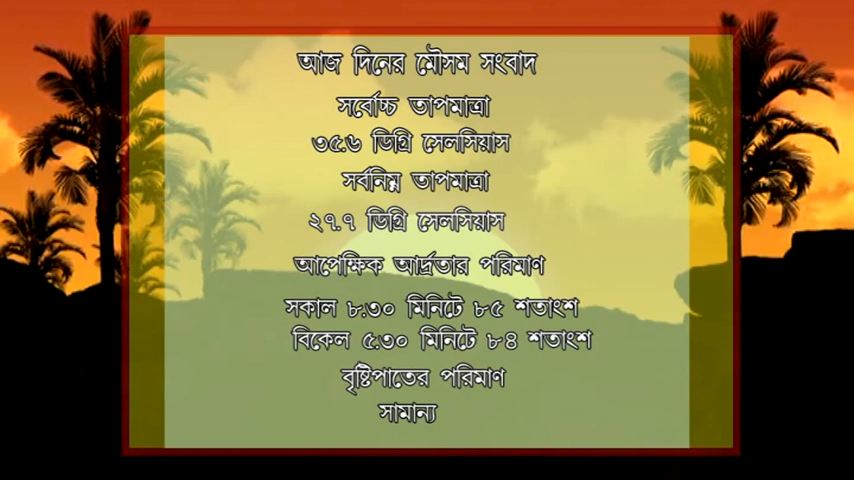 আজ দিনের মৌসম সংবাদ
সর্বোচ্চ তাপমাত্রা
৩৫.৬ ডিগ্রি সেলসিয়াস
সর্বনিম্ন তাপমাত্রা
২৭.৭ ডিগ্রি সেলসিয়াস
আপেক্ষিক আর্দ্রতার পরিমাণ
সকাল ৮.৩০ মিনিটে ৮৫ শতাংশ
বিকেল ৫.৩০ মিনিটে ৮৪ শতাংশ
বৃষ্টিপাতের পরিমাণ
সামান্য